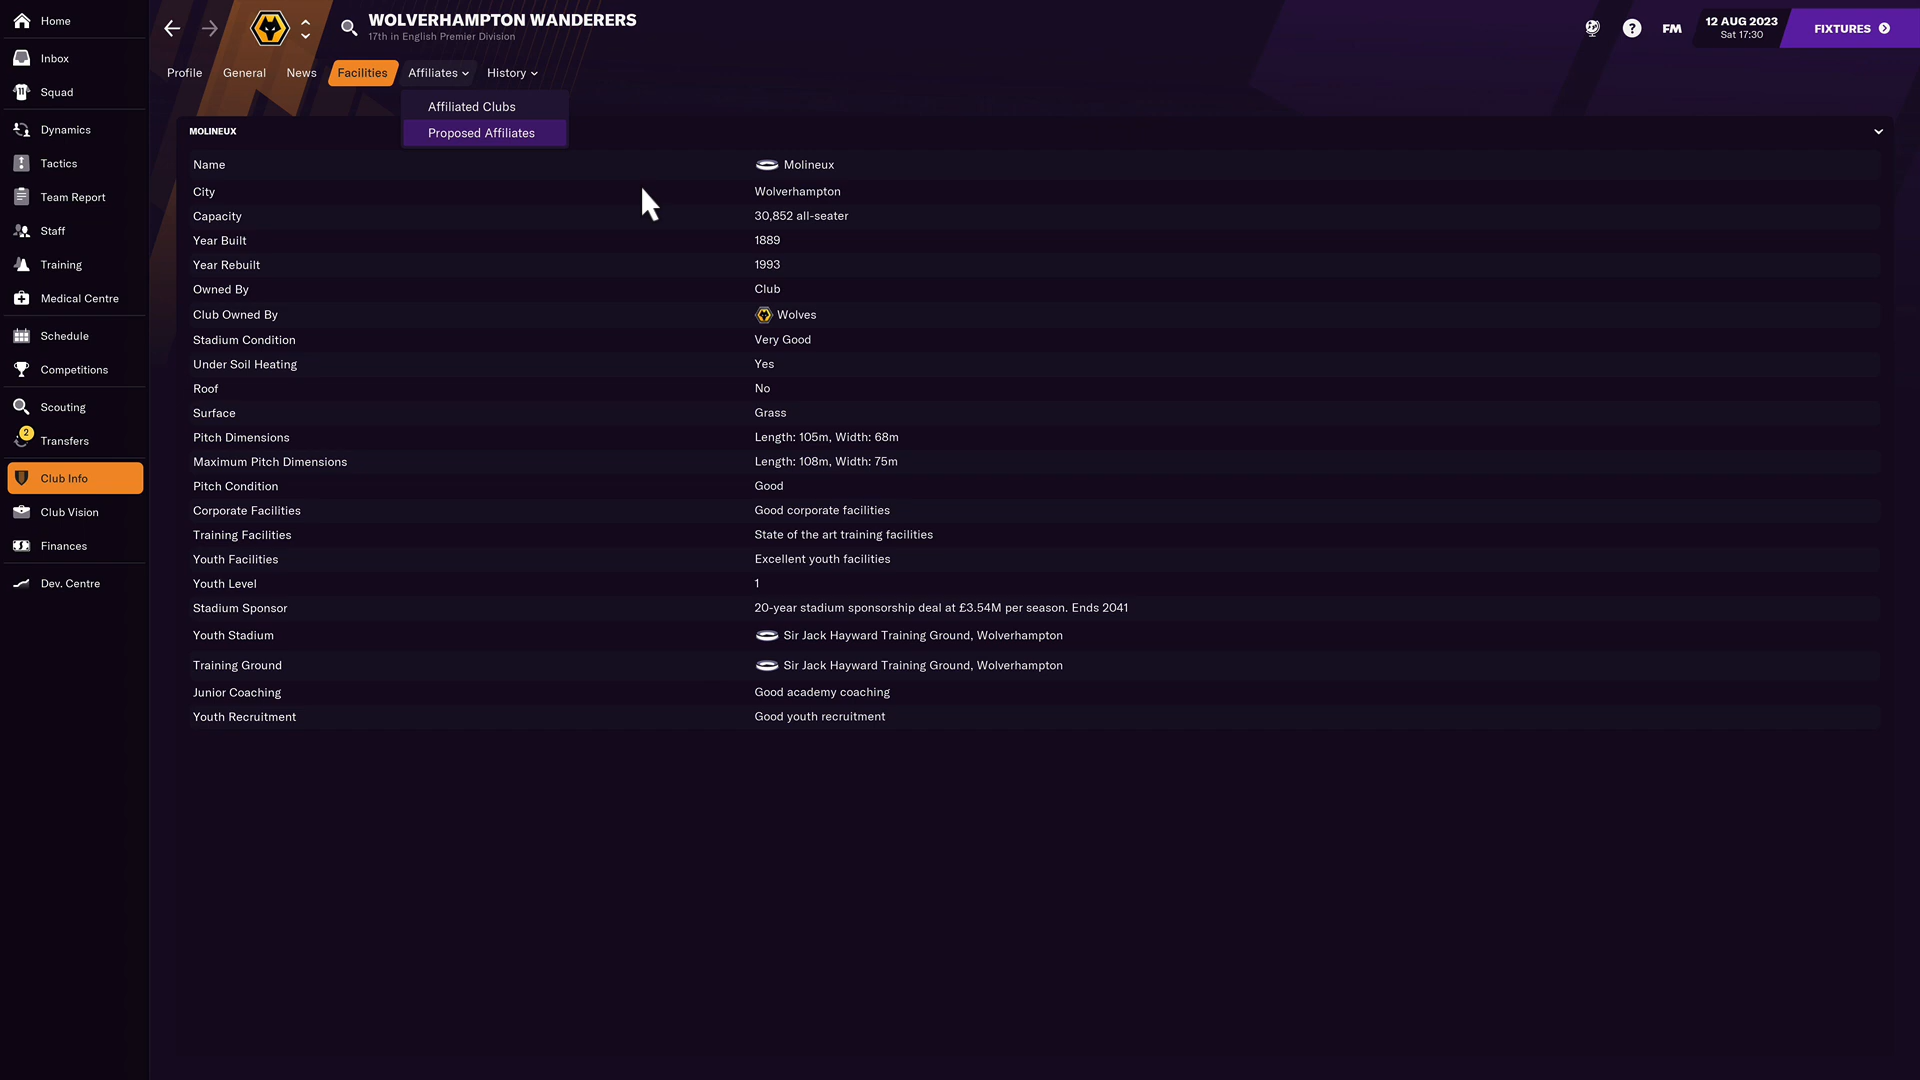 Home
Inbox
Squad
Dynamics
Tactics
Team Report
Staff
Training
Medical Centre
Schedule
Competitions
Scouting
2
Transfers
Club Info
Club Vision
Finances
Dev. Centre
WOLVERHAMPTON WANDERERS
17th in English Premier Division
? FM
12 AUG 2023
Sat 17:30
FIXTURES
Profile General News Facilities Affiliates History
Affiliated Clubs
Proposed Affiliates
MOLINEUX
Name Molineux
City Wolverhampton
Capacity 30,852 all-seater
Year Built 1889
Year Rebuilt 1993
Owned By Club
Club Owned By Wolves
Stadium Condition Very Good
Under Soil Heating Yes
Roof No
Surface Grass
Pitch Dimensions Length: 105m, Width: 68m
Maximum Pitch Dimensions Length: 108m, Width: 75m
Pitch Condition Good
Corporate Facilities Good corporate facilities
Training Facilities State of the art training facilities
Youth Facilities Excellent youth facilities
Youth Level 1
Stadium Sponsor 20-year stadium sponsorship deal at £3.54M per season. Ends 2041
Youth Stadium Sir Jack Hayward Training Ground, Wolverhampton
Training Ground Sir Jack Hayward Training Ground, Wolverhampton
Junior Coaching Good academy coaching
Youth Recruitment Good youth recruitment